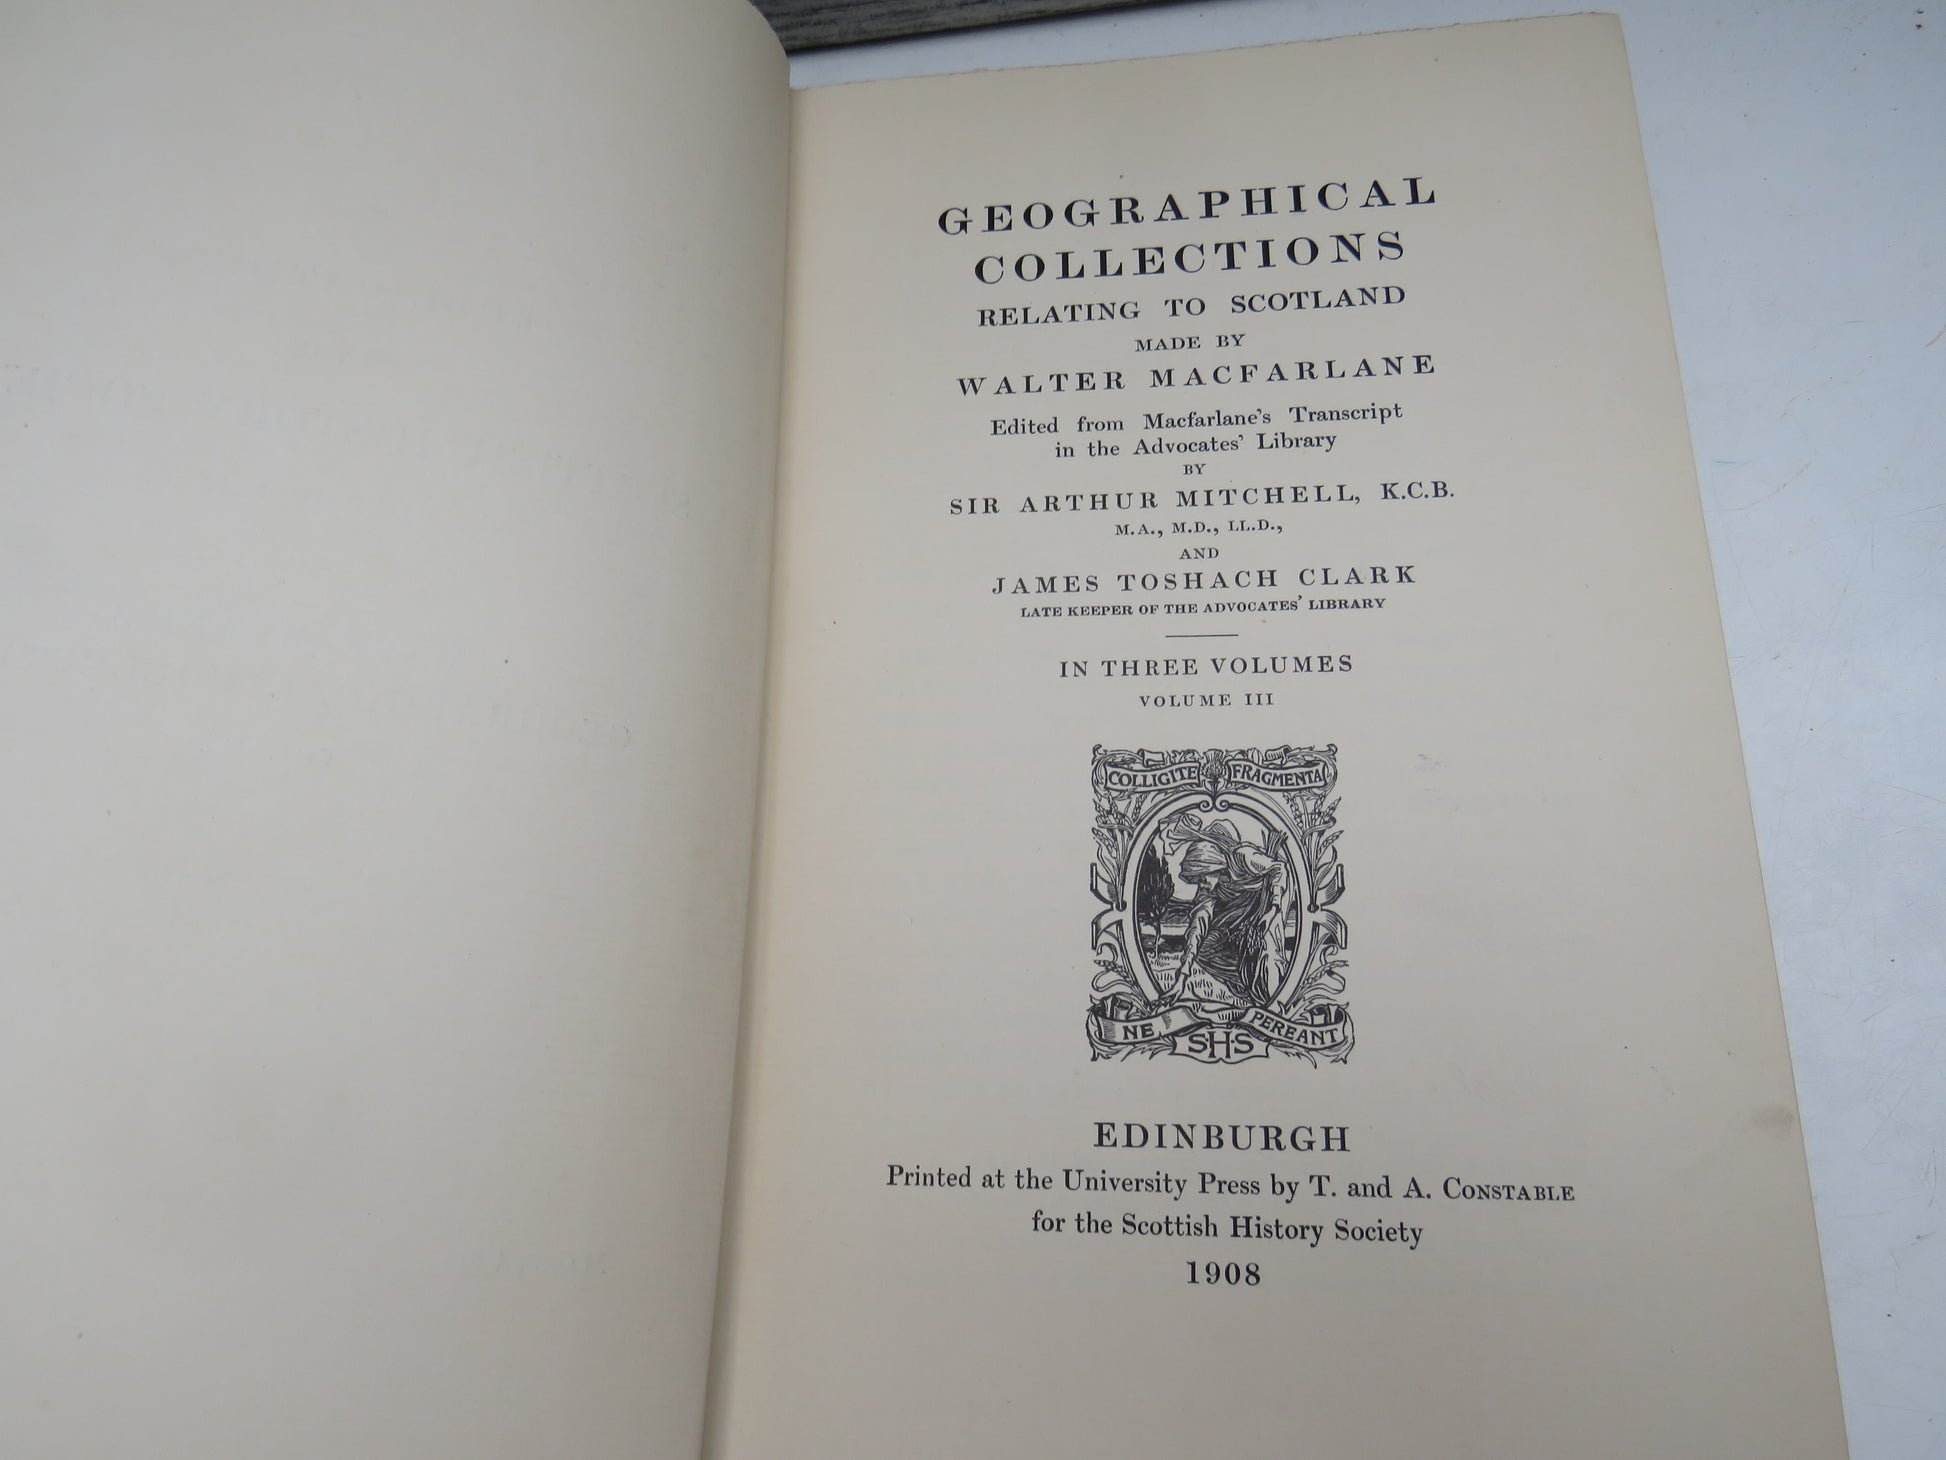 GEOGRAPHICAL
COLLECTIONS
RELATING TO SCOTLAND
MADE BY
WALTER MACFARLANE
Edited from Macfarlane's Transcript
in the Advocates' Library
BY
SIR ARTHUR MITCHELL, K.C.B.
M.A., M.D., LL.D.,
AND
JAMES TOSHACH CLARK
LATE KEEPER OF THE ADVOCATES' LIBRARY
IN THREE VOLUMES
VOLUME III
COLLIGITE FRAGMENTA
NE PEREANT
S·H·S
EDINBURGH
Printed at the University Press by T. and A. CONSTABLE
for the Scottish History Society
1908